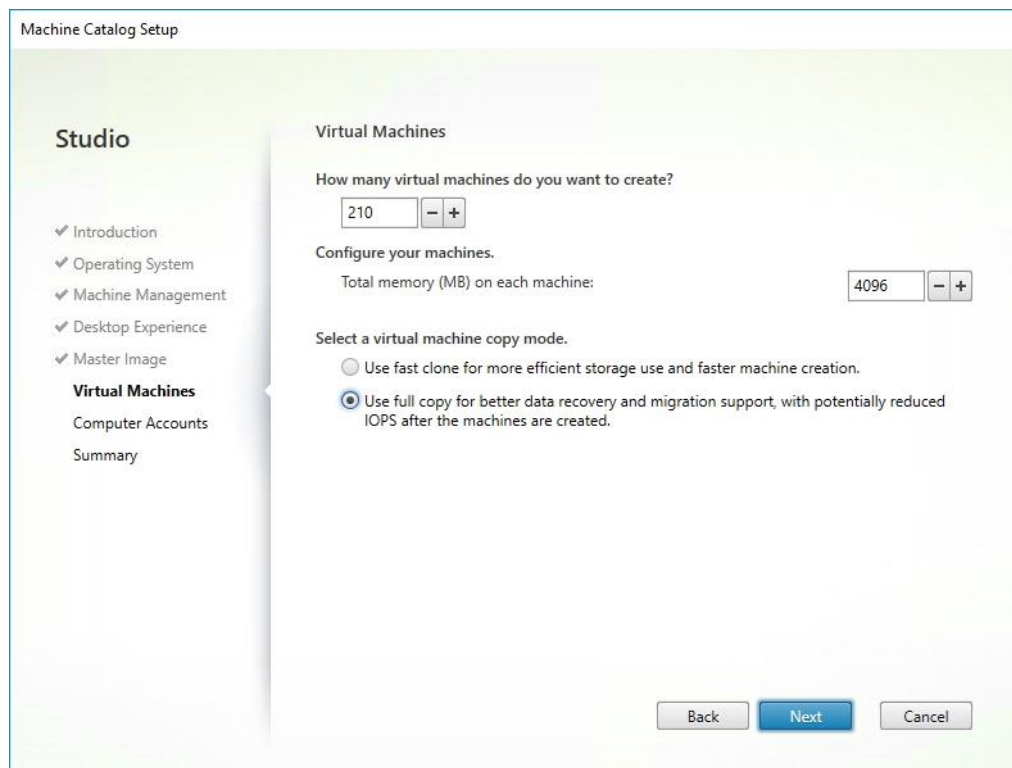 Machine Catalog Setup
Studio
Introduction
Operating System
Machine Management
Desktop Experience
Master Image
Virtual Machines
Computer Accounts
Summary
Virtual Machines
How many virtual machines do you want to create?
210
Configure your machines.
Total memory (MB) on each machine:
4096
Select a virtual machine copy mode.
Use fast clone for more efficient storage use and faster machine creation.
Use full copy for better data recovery and migration support, with potentially reduced
IOPS after the machines are created.
Back
Next
Cancel